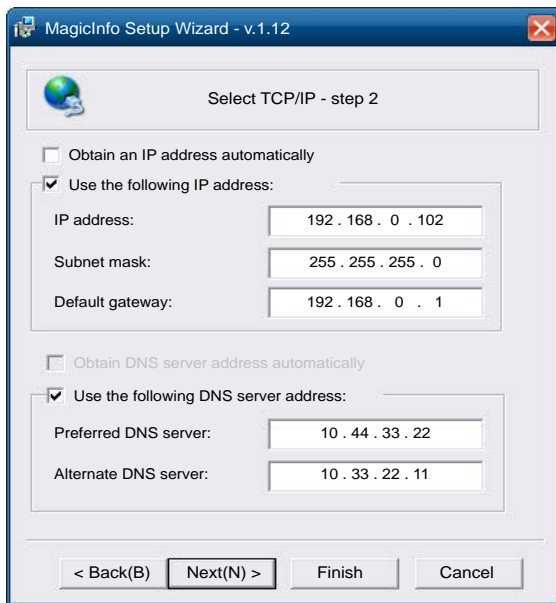 MagicInfo Setup Wizard - v.1.12
Select TCP/IP - step 2
Obtain an IP address automatically
Use the following IP address:
IP address: 192 . 168 . 0 . 102
Subnet mask: 255 . 255 . 255 . 0
Default gateway: 192 . 168 . 0 . 1
Obtain DNS server address automatically
Use the following DNS server address:
Preferred DNS server: 10 . 44 . 33 . 22
Alternate DNS server: 10 . 33 . 22 . 11
< Back(B) Next(N) > Finish Cancel